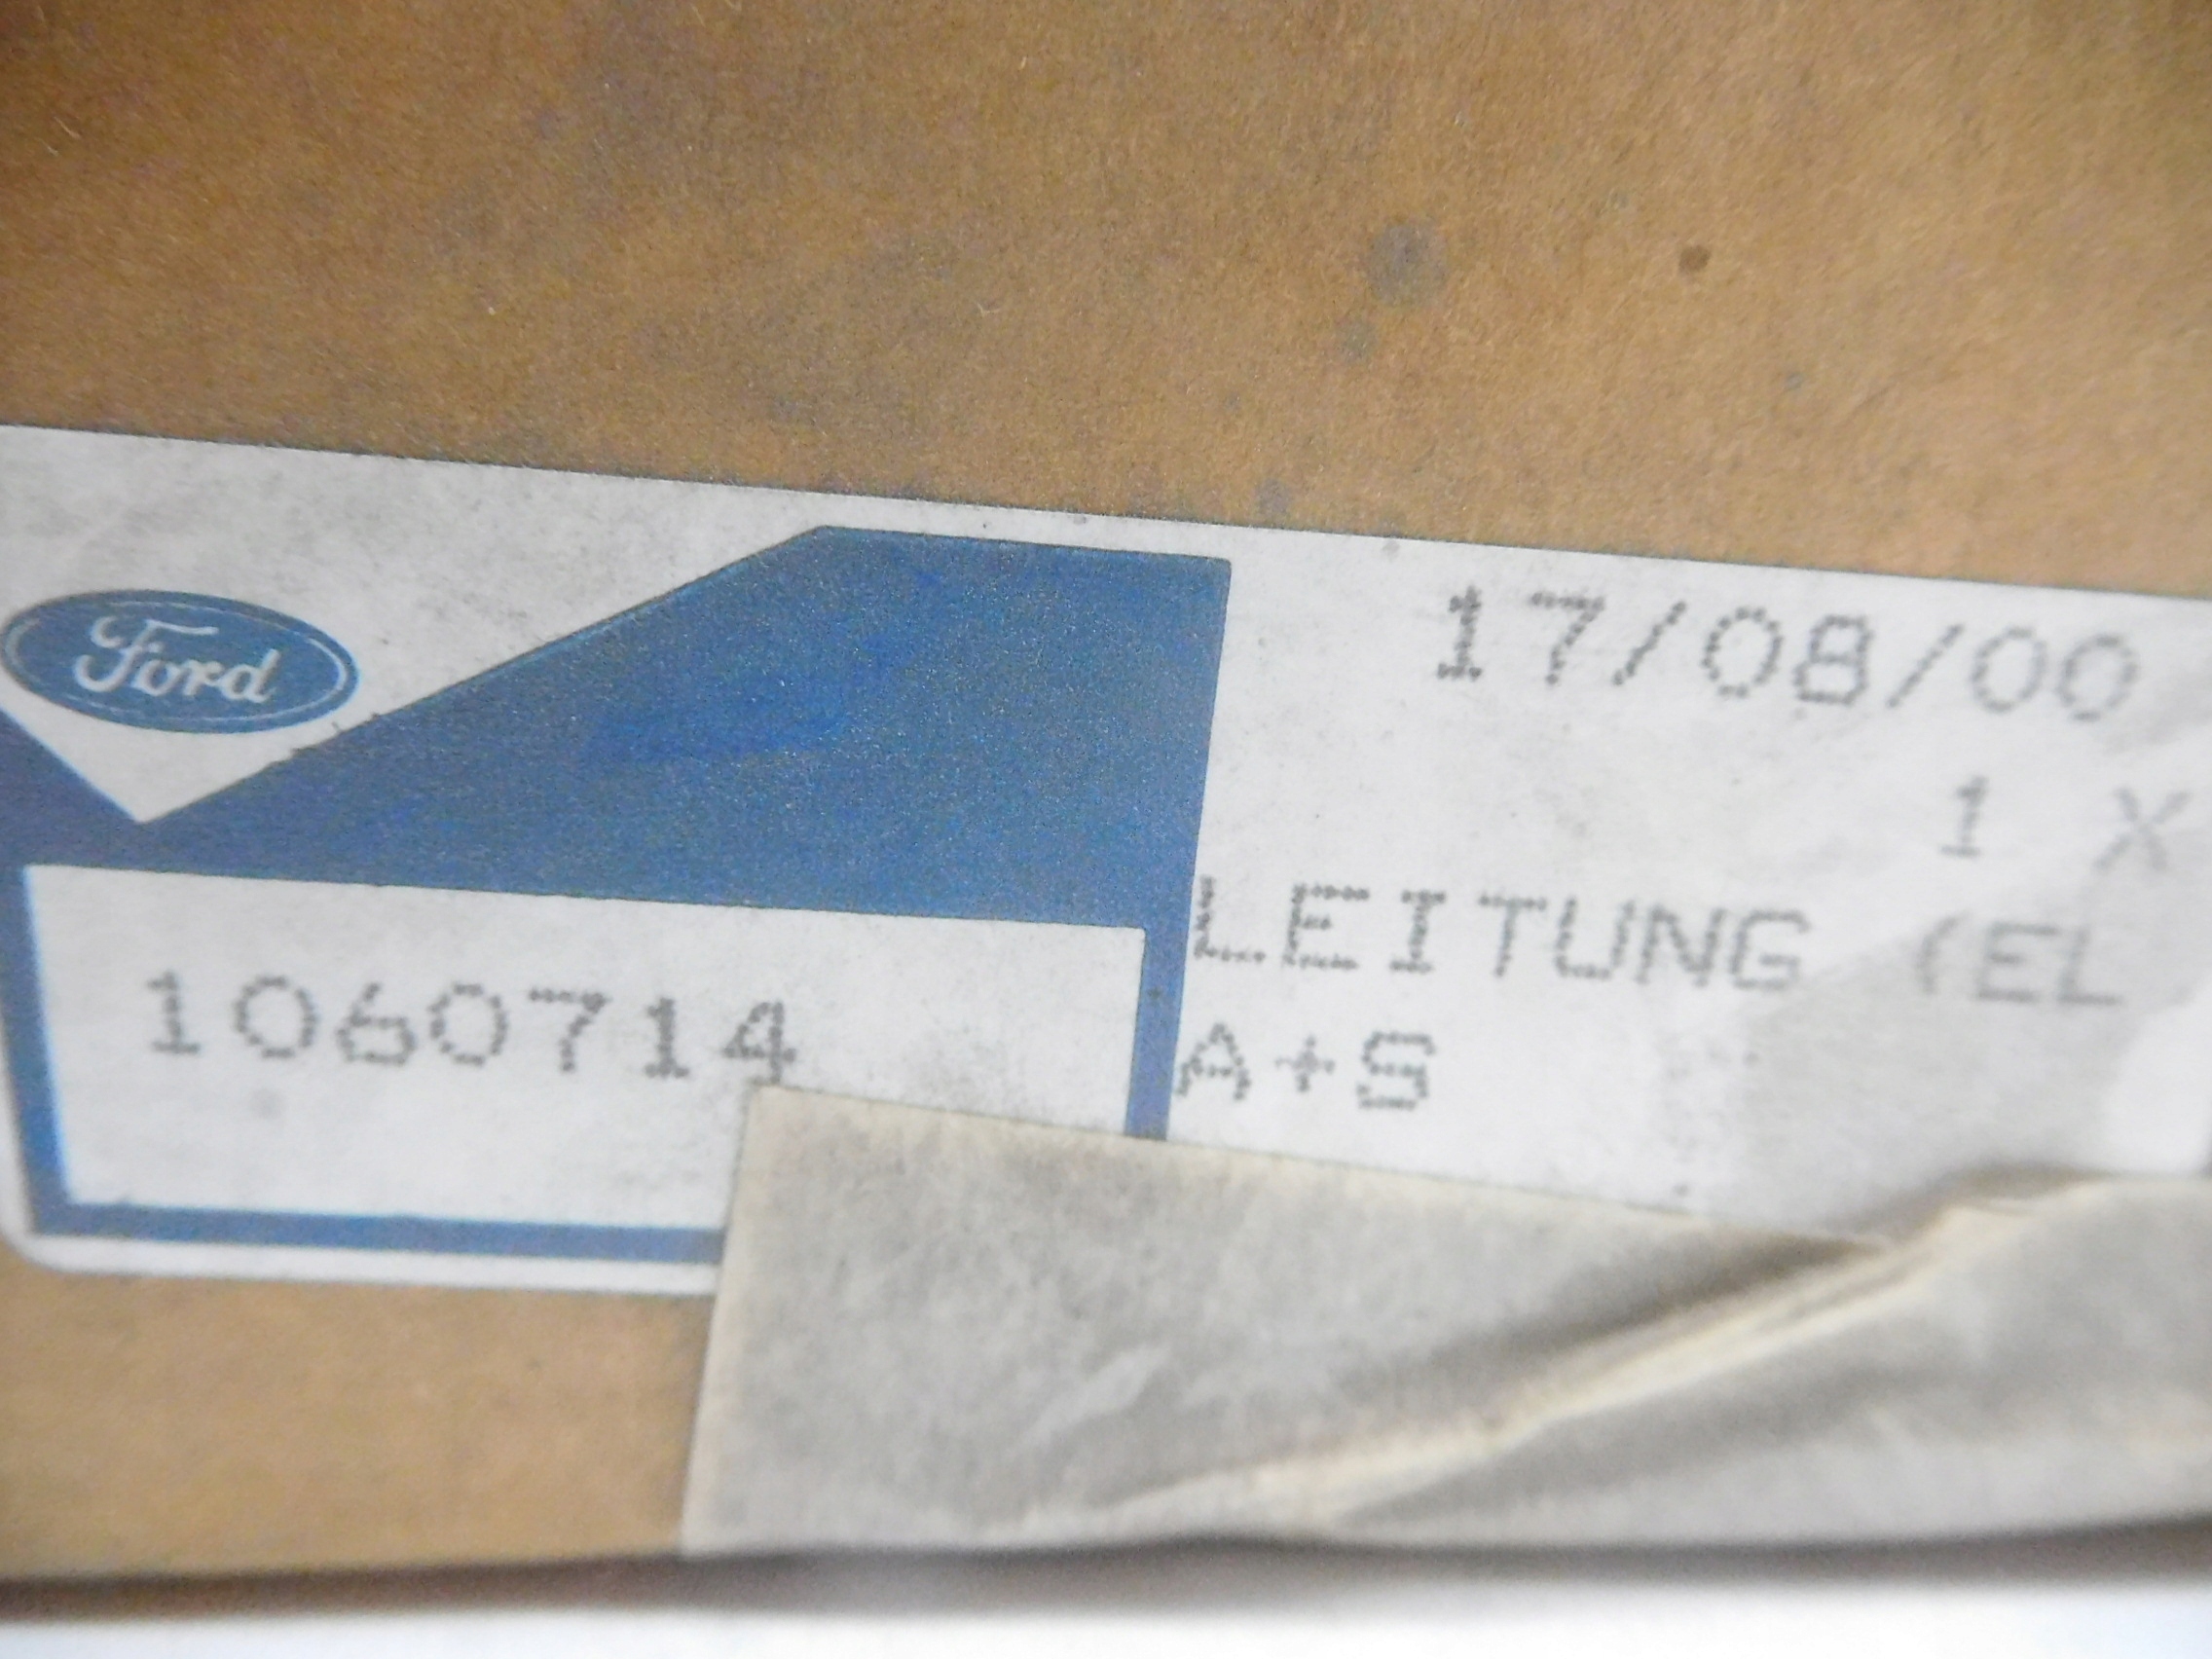 Ford
17/08/00
1 X
LEITUNG (EL
A+S
1060714